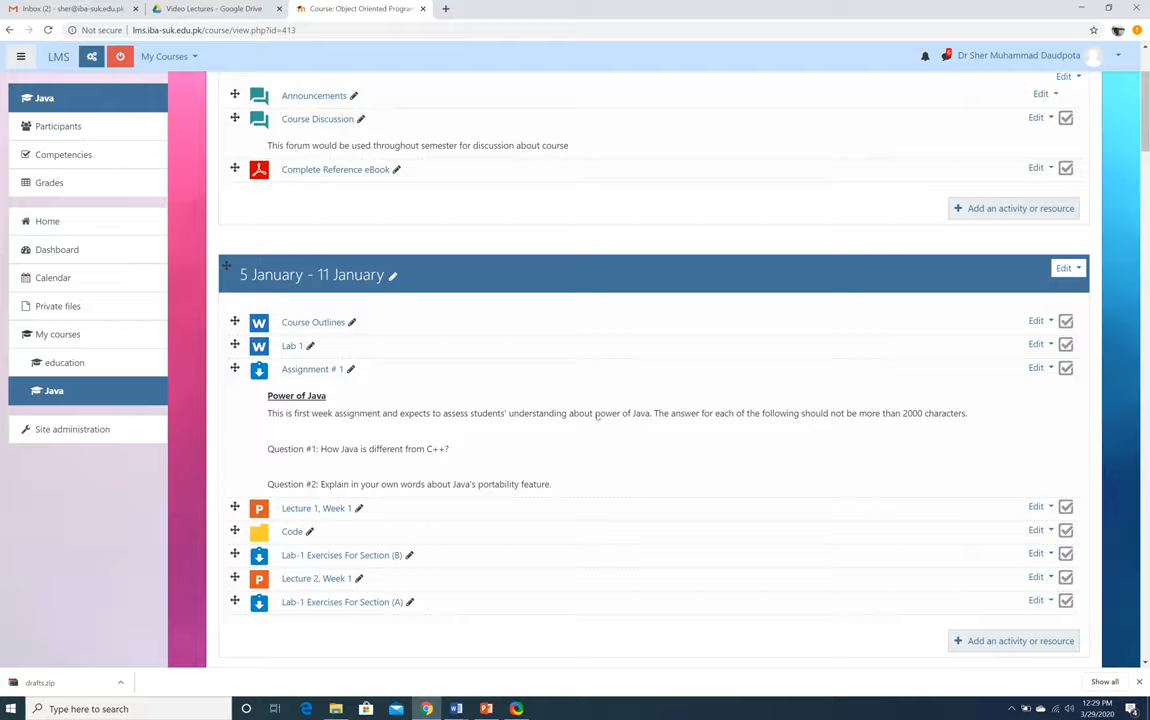 Inbox (2) - sher@iba-suk.edu.pk
Video Lectures - Google Drive
Course: Object Oriented Program
Not secure | lms.iba-suk.edu.pk/course/view.php?id=413
LMS
My Courses
Dr Sher Muhammad Daudpota
Java
Participants
Competencies
Grades
Home
Dashboard
Calendar
Private files
My courses
education
Java
Site administration
Edit
Announcements
Edit
Course Discussion
Edit
This forum would be used throughout semester for discussion about course
Complete Reference eBook
Edit
+ Add an activity or resource
5 January - 11 January
Edit
Course Outlines
Edit
Lab 1
Edit
Assignment # 1
Edit
Power of Java
This is first week assignment and expects to assess students' understanding about power of Java. The answer for each of the following should not be more than 2000 characters.
Question #1: How Java is different from C++?
Question #2: Explain in your own words about Java's portability feature.
Lecture 1, Week 1
Edit
Code
Edit
Lab-1 Exercises For Section (B)
Edit
Lecture 2, Week 1
Edit
Lab-1 Exercises For Section (A)
Edit
+ Add an activity or resource
drafts.zip
Show all
Type here to search
12:29 PM
3/29/2020